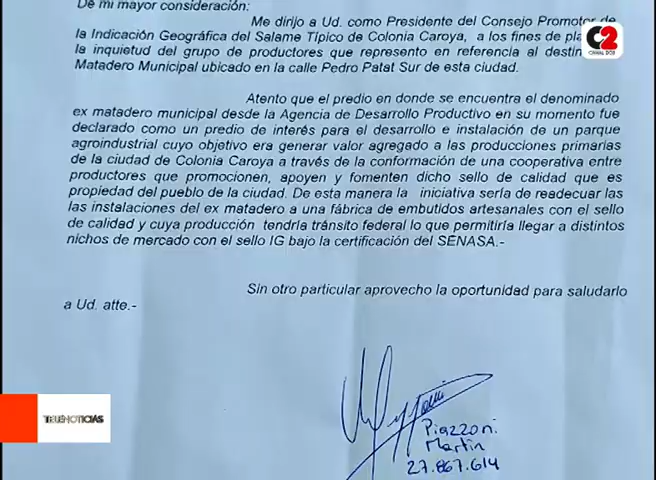 De mi mayor consideración:
Me dirijo a Ud. como Presidente del Consejo Promotor de
la Indicación Geográfica del Salame Típico de Colonia Caroya, a los fines de
la inquietud del grupo de productores que represento en referencia al
Matadero Municipal ubicado en la calle Pedro Patat Sur de esta ciudad.
C2
CANAL DOS
Atento que el predio en donde se encuentra el denominado
ex matadero municipal desde la Agencia de Desarrollo Productivo en su momento fue
declarado como un predio de interés para el desarrollo e instalación de un parque
agroindustrial cuyo objetivo era generar valor agregado a las producciones primarias
de la ciudad de Colonia Caroya a través de la conformación de una cooperativa entre
productores que promocionen, apoyen y fomenten dicho sello de calidad que es
propiedad del pueblo de la ciudad. De esta manera la iniciativa sería de readecuar las
las instalaciones del ex matadero a una fábrica de embutidos artesanales con el sello
de calidad y cuya producción tendría tránsito federal lo que permitiría llegar a distintos
nichos de mercado con el sello IG bajo la certificación del SENASA.-
Sin otro particular aprovecho la oportunidad para saludarlo
a Ud. atte.-
Piazzoni
Martin
27.867.614
TELENOTICIAS